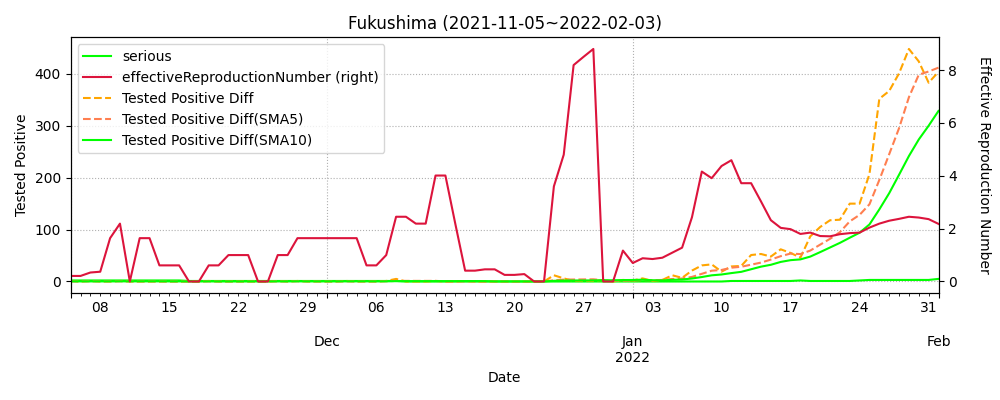 Fukushima (2021-11-05~2022-02-03)
serious
effectiveReproductionNumber (right)
Tested Positive Diff
Tested Positive Diff(SMA5)
Tested Positive Diff(SMA10)
Tested Positive
400
300
200
100
0
8
6
4
2
0
Effective Reproduction Number
08 15 22 29 06 13 20 27 03 10 17 24 31
Dec Jan Feb
2022
Date